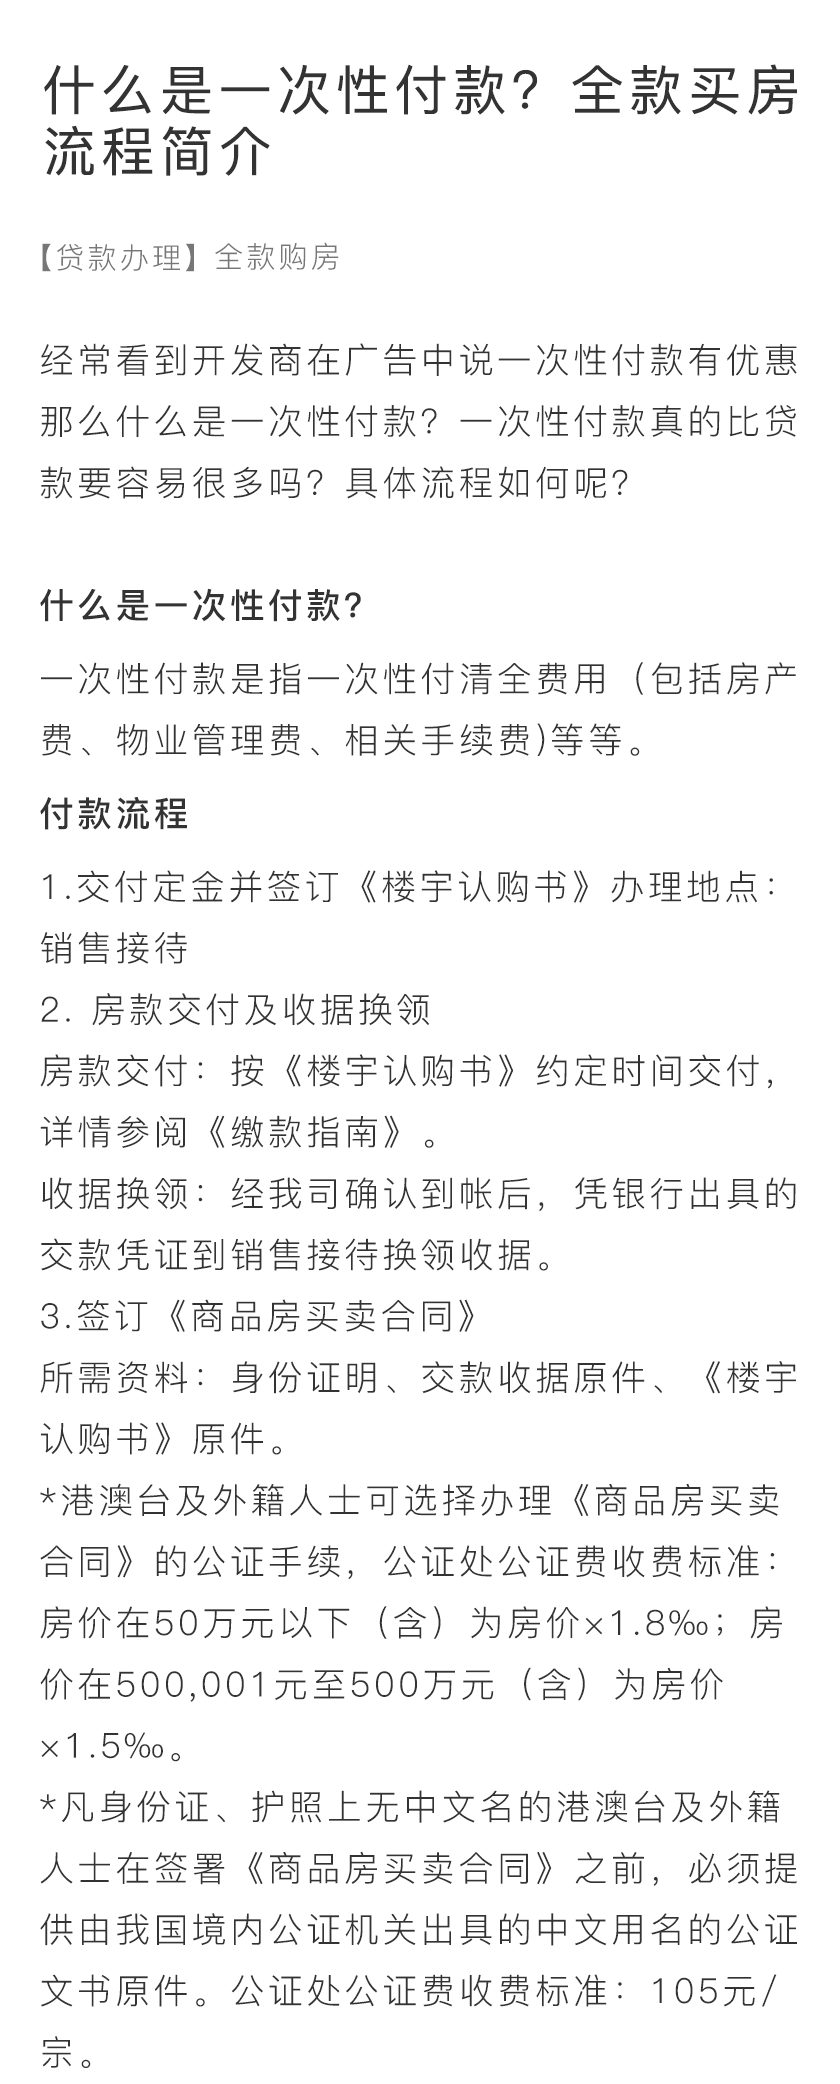 什么是一次性付款？全款买房
流程简介
【贷款办理】全款购房
经常看到开发商在广告中说一次性付款有优惠
那么什么是一次性付款？一次性付款真的比贷
款要容易很多吗？具体流程如何呢？
什么是一次性付款？
一次性付款是指一次性付清全费用（包括房产
费、物业管理费、相关手续费)等等。
付款流程
1.交付定金并签订《楼宇认购书》办理地点：
销售接待
2. 房款交付及收据换领
房款交付：按《楼宇认购书》约定时间交付，
详情参阅《缴款指南》。
收据换领：经我司确认到帐后，凭银行出具的
交款凭证到销售接待换领收据。
3.签订《商品房买卖合同》
所需资料：身份证明、交款收据原件、《楼宇
认购书》原件。
*港澳台及外籍人士可选择办理《商品房买卖
合同》的公证手续，公证处公证费收费标准：
房价在50万元以下（含）为房价×1.8‰；房
价在500,001元至500万元（含）为房价
×1.5‰。
*凡身份证、护照上无中文名的港澳台及外籍
人士在签署《商品房买卖合同》之前，必须提
供由我国境内公证机关出具的中文用名的公证
文书原件。公证处公证费收费标准：105元/
宗。